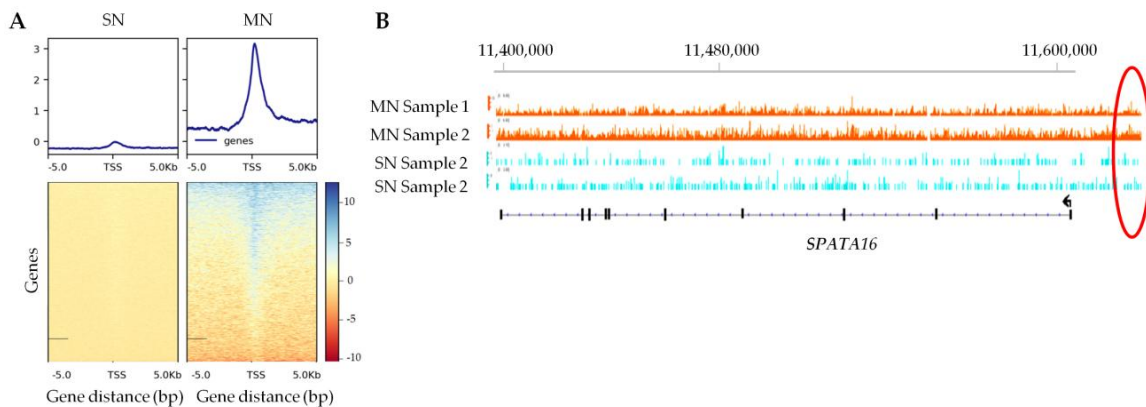 A
SN
MN
3
2
1
0
genes
-5.0 TSS 5.0Kb
-5.0 TSS 5.0Kb
Genes
10
5
0
-5
-10
-5.0 TSS 5.0Kb
-5.0 TSS 5.0Kb
Gene distance (bp)
Gene distance (bp)
B
11,400,000 11,480,000 11,600,000
MN Sample 1
MN Sample 2
SN Sample 2
SN Sample 2
SPATA16